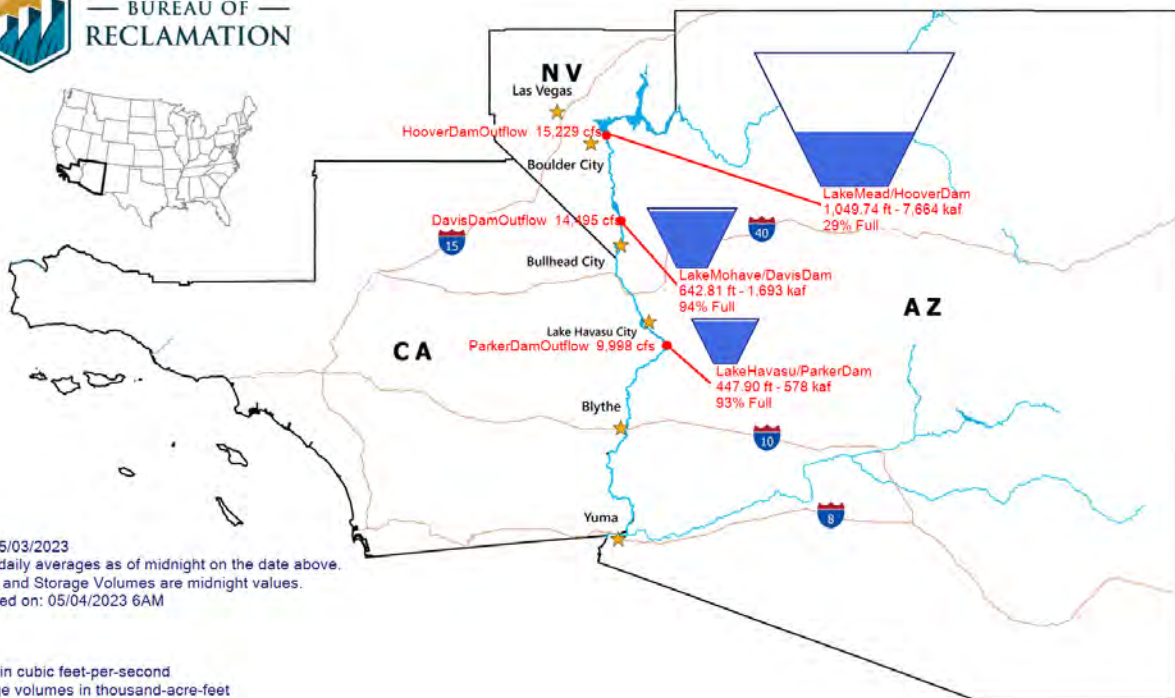 BUREAU OF
RECLAMATION
NV
Las Vegas
HooverDamOutflow 15,229 cfs
Boulder City
LakeMead/HooverDam
1,049.74 ft - 7,664 kaf
29% Full
DavisDamOutflow 14,495 cfs
15
40
Bullhead City
LakeMohave/DavisDam
642.81 ft - 1,693 kaf
94% Full
AZ
Lake Havasu City
CA
ParkerDamOutflow 9,998 cfs
LakeHavasu/ParkerDam
447.90 ft - 578 kaf
93% Full
Blythe
10
Yuma
8
5/03/2023
daily averages as of midnight on the date above.
and Storage Volumes are midnight values.
ed on: 05/04/2023 6AM
in cubic feet-per-second
ge volumes in thousand-acre-feet